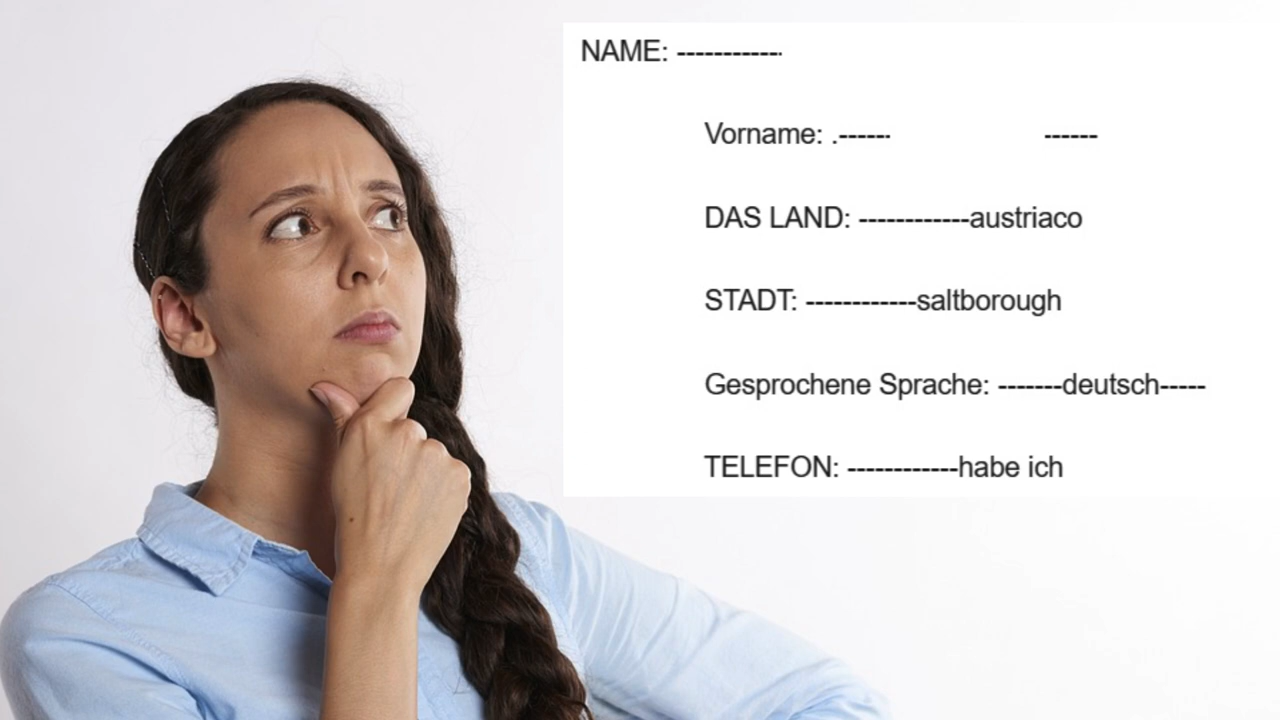 NAME: ------------
Vorname: .------ ------
DAS LAND: ------------austriaco
STADT: ------------saltborough
Gesprochene Sprache: -------deutsch-----
TELEFON: ------------habe ich